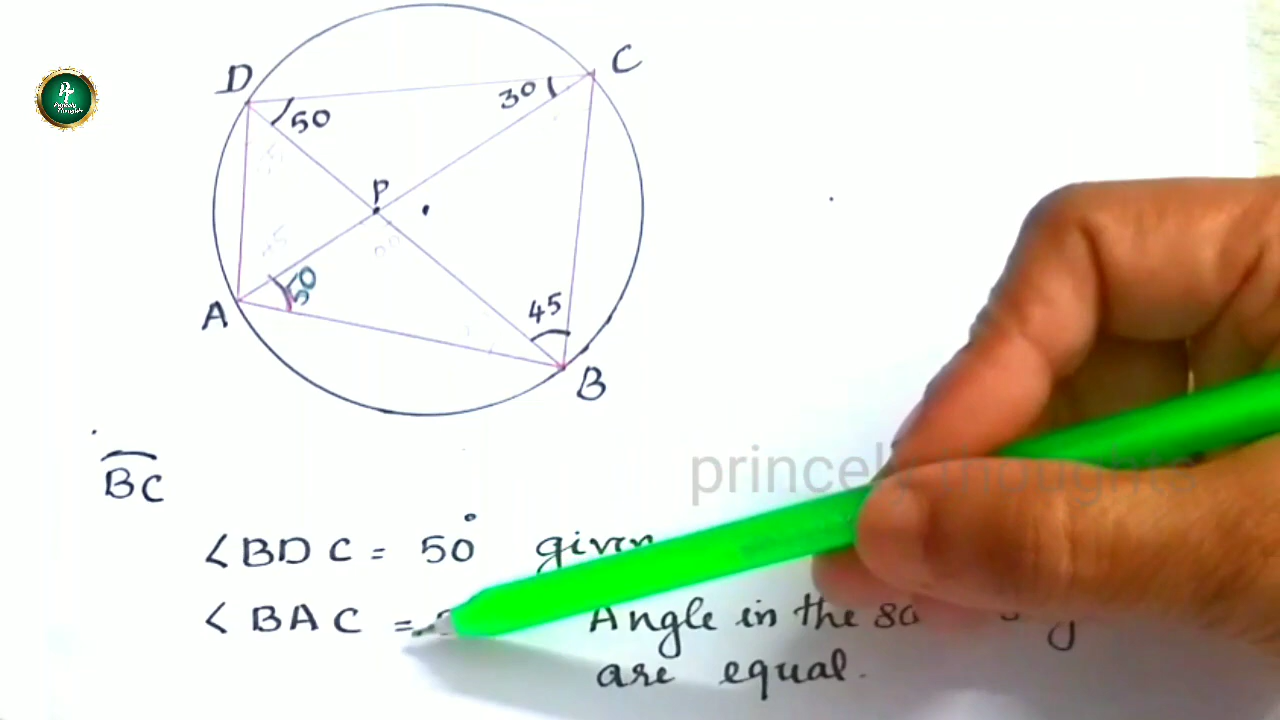 D
C
30
50
P
50
45
A
B
princely thoughts
BC
∠BDC = 50° given
∠BAC = Angle in the
are equal.